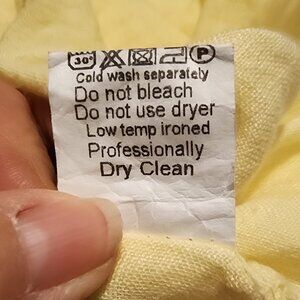 30° P
Cold wash separately
Do not bleach
Do not use dryer
Low temp ironed
Professionally
Dry Clean